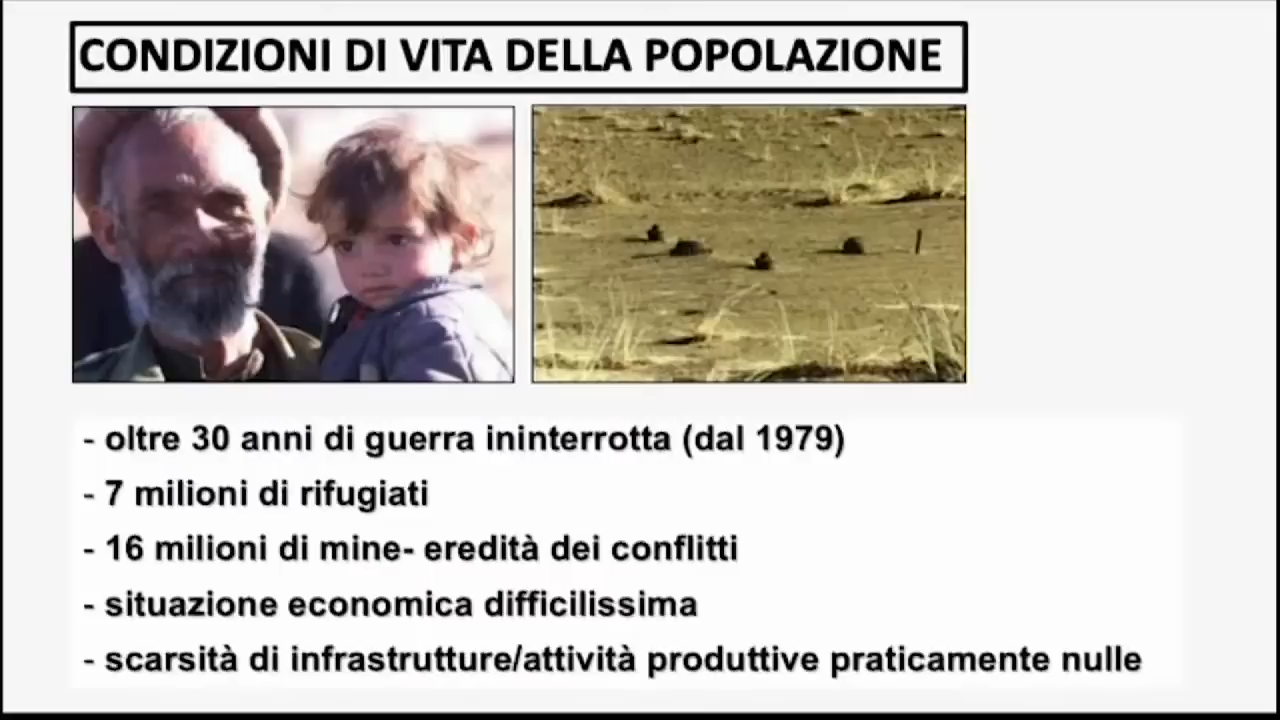 CONDIZIONI DI VITA DELLA POPOLAZIONE
- oltre 30 anni di guerra ininterrotta (dal 1979)
- 7 milioni di rifugiati
- 16 milioni di mine- eredità dei conflitti
- situazione economica difficilissima
- scarsità di infrastrutture/attività produttive praticamente nulle